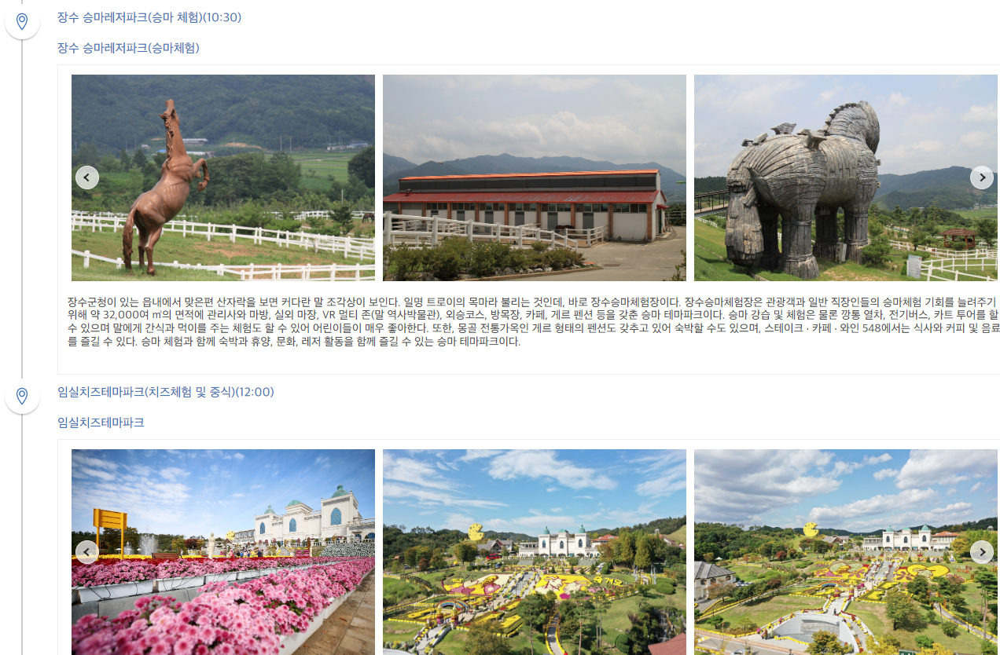 장수 승마레저파크(승마 체험)(10:30)
장수 승마레저파크(승마체험)
장수군청이 있는 읍내에서 맞은편 산자락을 보면 커다란 말 조각상이 보인다. 일명 트로이의 목마라 불리는 것인데, 바로 장수승마체험장이다. 장수승마체험장은 관광객과 일반 직장인들의 승마체험 기회를 늘려주기
위해 약 32,000여 ㎡의 면적에 관리사와 마방, 실외 마장, VR 멀티 존(말 역사박물관), 외승코스, 방목장, 카페, 게르 펜션 등을 갖춘 승마 테마파크이다. 승마 강습 및 체험은 물론 깡통 열차, 전기버스, 카트 투어를 할
수 있으며 말에게 간식과 먹이를 주는 체험도 할 수 있어 어린이들이 매우 좋아한다. 또한, 몽골 전통가옥인 게르 형태의 펜션도 갖추고 있어 숙박할 수도 있으며, 스테이크 · 카페 · 와인 548에서는 식사와 커피 및 음료
를 즐길 수 있다. 승마 체험과 함께 숙박과 휴양, 문화, 레저 활동을 함께 즐길 수 있는 승마 테마파크이다.
임실치즈테마파크(치즈체험 및 중식)(12:00)
임실치즈테마파크